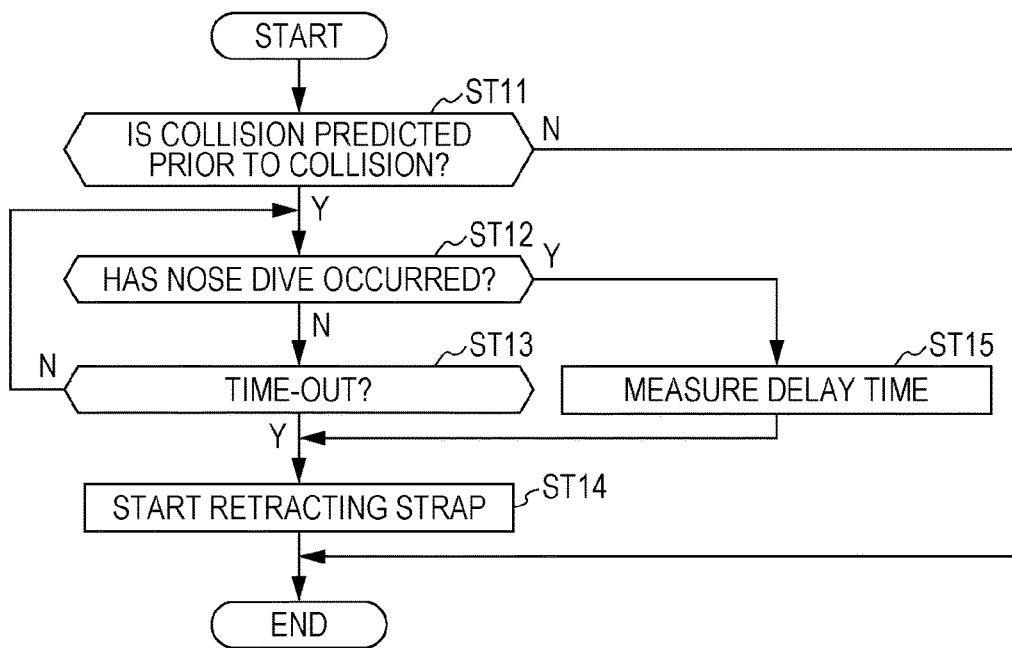 START
ST11
IS COLLISION PREDICTED
PRIOR TO COLLISION?
N
Y
ST12
HAS NOSE DIVE OCCURRED?
Y
N
ST13
TIME-OUT?
N
Y
ST15
MEASURE DELAY TIME
START RETRACTING STRAP
ST14
END